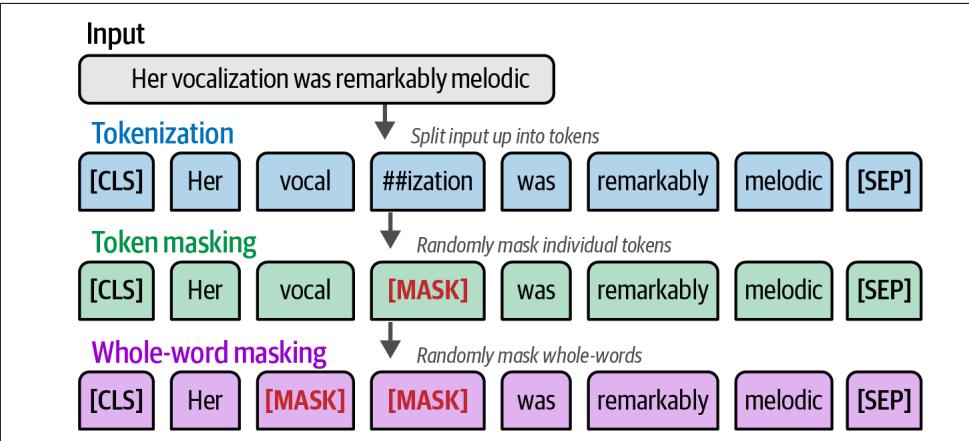 Input
Her vocalization was remarkably melodic
Tokenization
Split input up into tokens
[CLS] Her vocal ##ization was remarkably melodic [SEP]
Token masking
Randomly mask individual tokens
[CLS] Her vocal [MASK] was remarkably melodic [SEP]
Whole-word masking
Randomly mask whole-words
[CLS] Her [MASK] [MASK] was remarkably melodic [SEP]